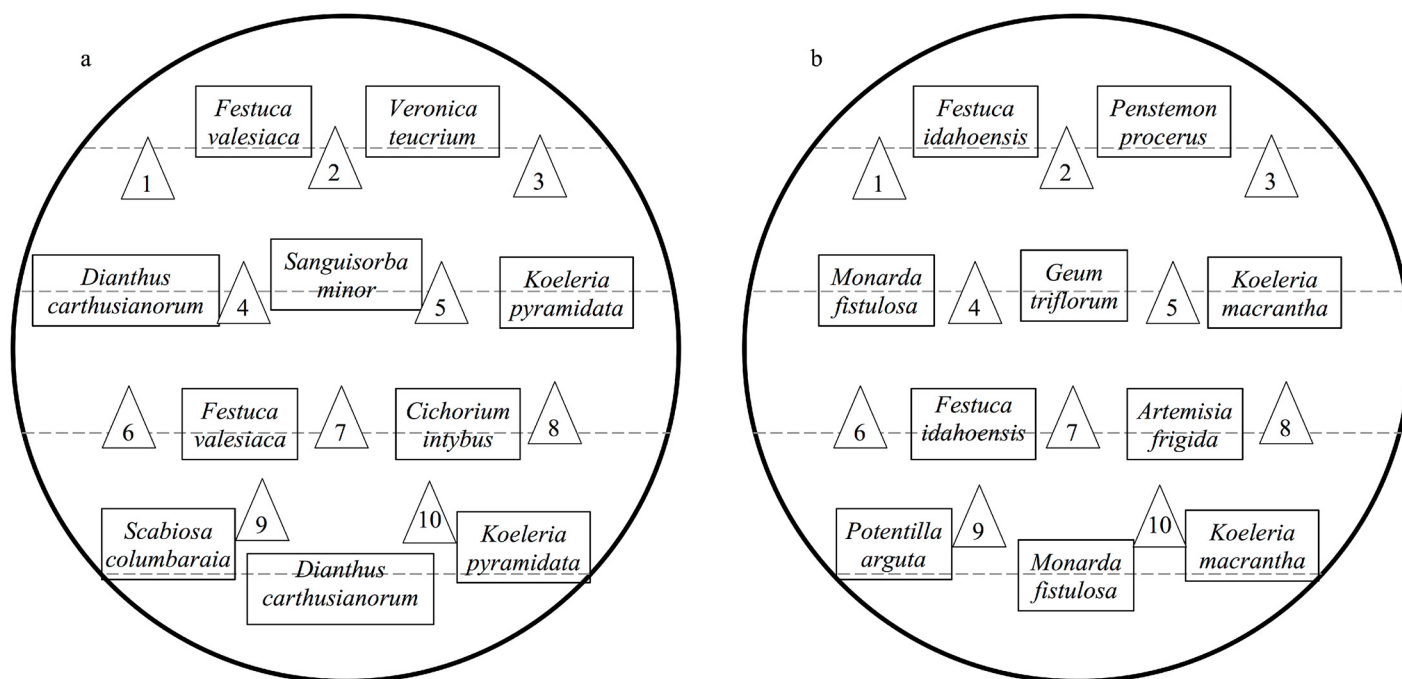 a
Festuca
valesiaca
Veronica
teucrium
1
2
3
Dianthus
carthusianorum
4
Sanguisorba
minor
5
Koeleria
pyramidata
6
Festuca
valesiaca
7
Cichorium
intybus
8
Scabiosa
columbaraia
9
Dianthus
carthusianorum
10
Koeleria
pyramidata
b
Festuca
idahoensis
Penstemon
procerus
1
2
3
Monarda
fistulosa
4
Geum
triflorum
5
Koeleria
macrantha
6
Festuca
idahoensis
7
Artemisia
frigida
8
Potentilla
arguta
9
Monarda
fistulosa
10
Koeleria
macrantha